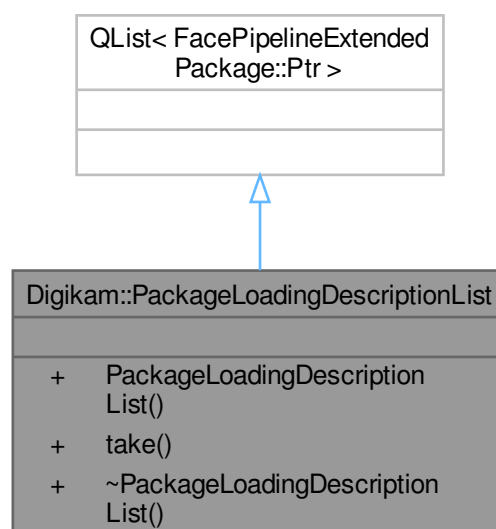 QList< FacePipelineExtended
Package::Ptr >
Digikam::PackageLoadingDescriptionList
+ PackageLoadingDescription
List()
+ take()
+ ~PackageLoadingDescription
List()